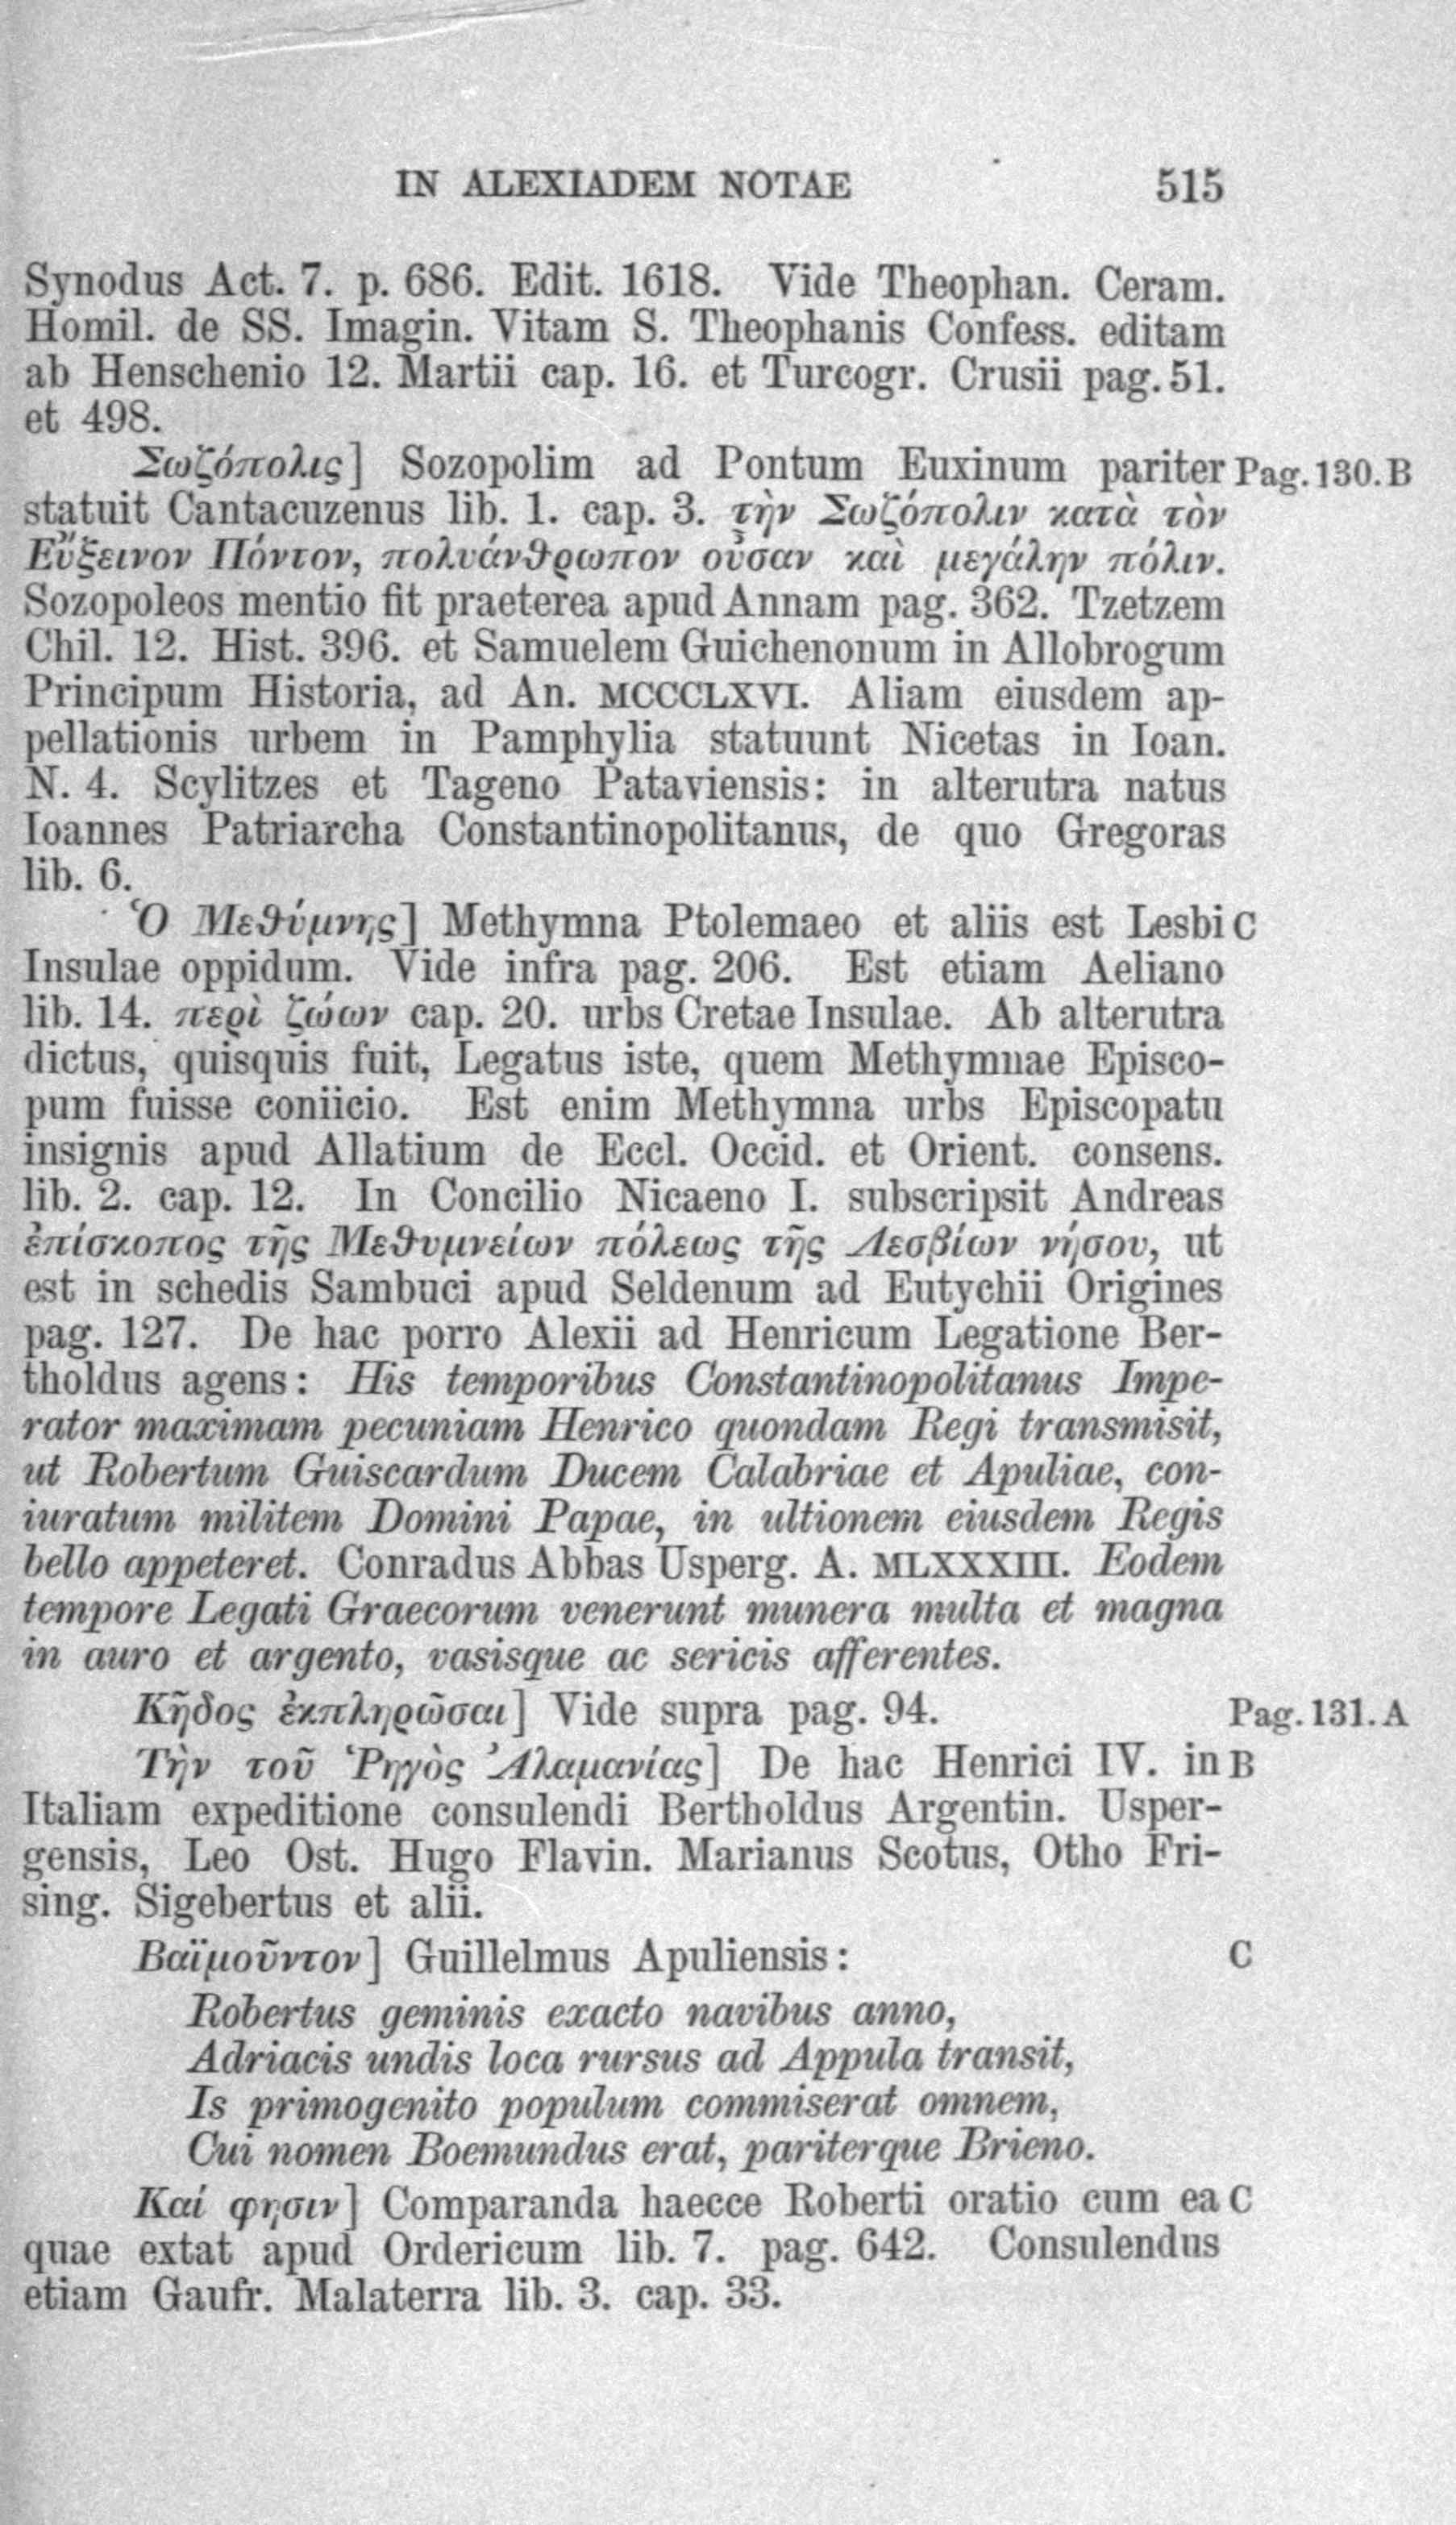 IN ALEXIADEM NOTAE 515
Synodus Act. 7. p. 686. Edit. 1618. Vide Theophan. Ceram.
Homil. de SS. Imagin. Vitam S. Theophanis Confess. editam
ab Henschenio 12. Martii cap. 16. et Turcogr. Crusii pag. 51.
et 498.
Σωζόπολις] Sozopolim ad Pontum Euxinum pariter Pag. 130. B
statuit Cantacuzenus lib. 1. cap. 3. τὴν Σωζόπολιν κατὰ τὸν
Εὔξεινον Πόντον, πολυάνθρωπον οὖσαν καὶ μεγάλην πόλιν.
Sozopoleos mentio fit praeterea apud Annam pag. 362. Tzetzem
Chil. 12. Hist. 396. et Samuelem Guichenonum in Allobrogum
Principum Historia, ad An. MCCCLXVI. Aliam eiusdem ap-
pellationis urbem in Pamphylia statuunt Nicetas in Ioan.
N. 4. Scylitzes et Tageno Pataviensis: in alterutra natus
Ioannes Patriarcha Constantinopolitanus, de quo Gregoras
lib. 6.
Ὁ Μεθύμνης] Methymna Ptolemaeo et aliis est Lesbi C
Insulae oppidum. Vide infra pag. 206. Est etiam Aeliano
lib. 14. περὶ ζώων cap. 20. urbs Cretae Insulae. Ab alterutra
dictus, quisquis fuit, Legatus iste, quem Methymnae Episco-
pum fuisse coniicio. Est enim Methymna urbs Episcopatu
insignis apud Allatium de Eccl. Occid. et Orient. consens.
lib. 2. cap. 12. In Concilio Nicaeno I. subscripsit Andreas
ἐπίσκοπος τῆς Μεθυμνείων πόλεως τῆς Λεσβίων νήσου, ut
est in schedis Sambuci apud Seldenum ad Eutychii Origines
pag. 127. De hac porro Alexii ad Henricum Legatione Ber-
tholdus agens: His temporibus Constantinopolitanus Impe-
rator maximam pecuniam Henrico quondam Regi transmisit,
ut Robertum Guiscardum Ducem Calabriae et Apuliae, con-
iuratum militem Domini Papae, in ultionem eiusdem Regis
bello appeteret. Conradus Abbas Usperg. A. MLXXXIII. Eodem
tempore Legati Graecorum venerunt munera multa et magna
in auro et argento, vasisque ac sericis afferentes.
Κῆδος ἐκπληρῶσαι] Vide supra pag. 94. Pag. 131. A
Τὴν τοῦ Ῥηγὸς Ἀλαμανίας] De hac Henrici IV. in B
Italiam expeditione consulendi Bertholdus Argentin. Usper-
gensis, Leo Ost. Hugo Flavin. Marianus Scotus, Otho Fri-
sing. Sigebertus et alii.
Βαϊμοῦντον] Guillelmus Apuliensis: C
Robertus geminis exacto navibus anno,
Adriacis undis loca rursus ad Appula transit,
Is primogenito populum commiserat omnem,
Cui nomen Boemundus erat, pariterque Brieno.
Καί φησιν] Comparanda haecce Roberti oratio cum ea C
quae extat apud Ordericum lib. 7. pag. 642. Consulendus
etiam Gaufr. Malaterra lib. 3. cap. 33.